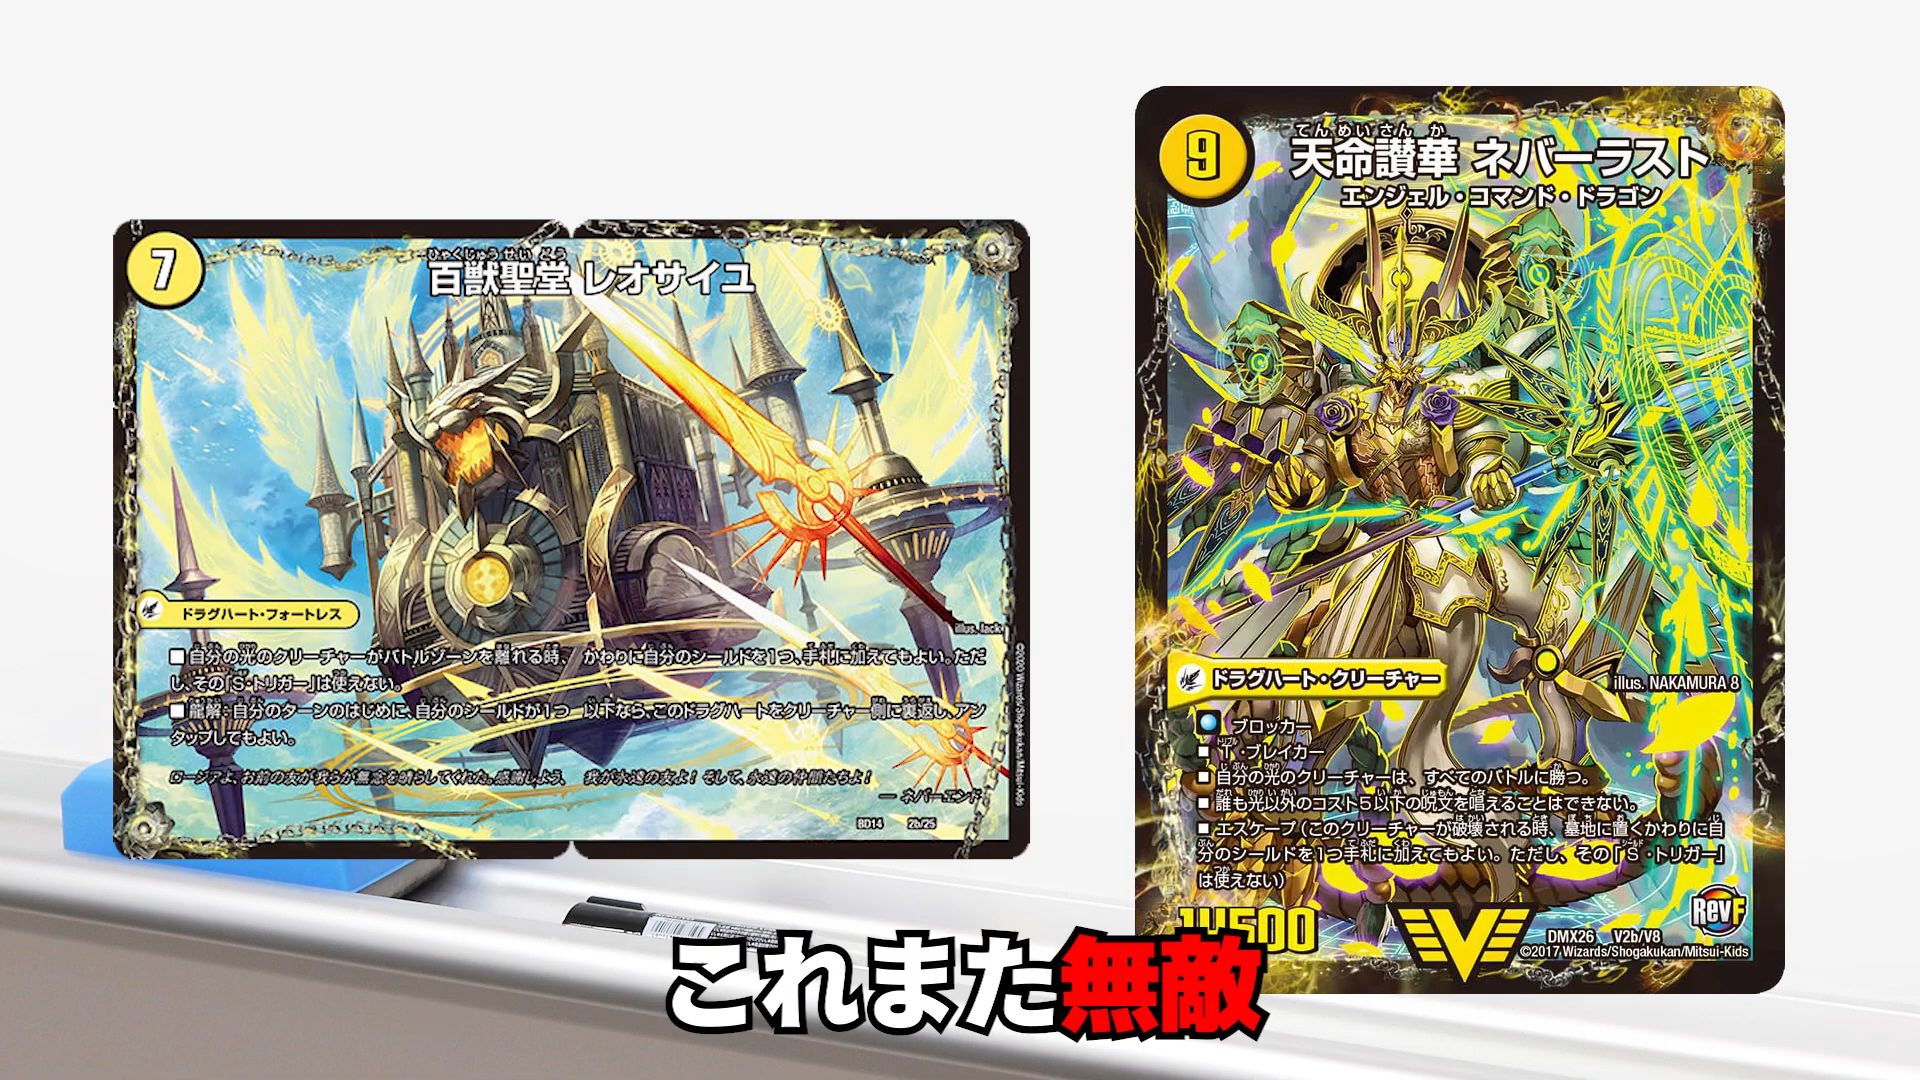 7
ひゃくじゅうせいどう
百獣聖堂 レオサイユ
ドラグハート・フォートレス
illus. Jack
■自分の光のクリーチャーがバトルゾーンを離れる時、かわりに自分のシールドを1つ、手札に加えてもよい。ただ
し、その「S・トリガー」は使えない。
■龍解：自分のターンのはじめに、自分のシールドが1つ以下なら、このドラグハートをクリーチャー側に裏返し、アン
タップしてもよい。
ロージアよ、お前の友が我らが無念を晴らしてくれた。感謝しよう、我が永遠の友よ！そして、永遠の仲間たちよ！
― ネバーエンド
BD14 2b/25
©2020 Wizards/Shogakukan/Mitsui-Kids
9
てんめいさんか
天命讃華 ネバーラスト
エンジェル・コマンド・ドラゴン
ドラグハート・クリーチャー
illus. NAKAMURA 8
ブロッカー
■T・ブレイカー
■自分の光のクリーチャーは、すべてのバトルに勝つ。
■誰も光以外のコスト5以下の呪文を唱えることはできない。
■エスケープ（このクリーチャーが破壊される時、墓地に置くかわりに自
分のシールドを1つ手札に加えてもよい。ただし、その「S・トリガー」
は使えない）
500
V
RevF
DMX26 V2b/V8
©2017 Wizards/Shogakukan/Mitsui-Kids
これまた無敵